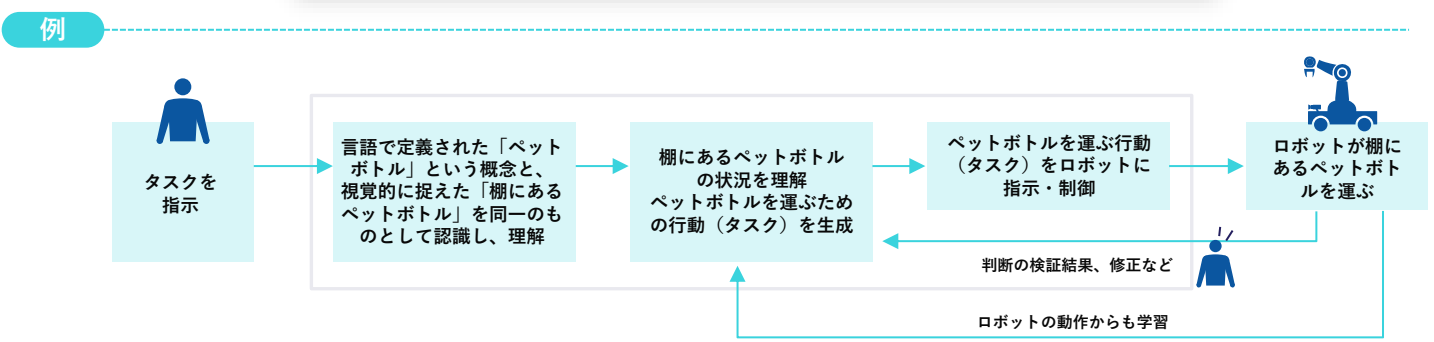 例
タスクを
指示
言語で定義された「ペット
ボトル」という概念と、
視覚的に捉えた「棚にある
ペットボトル」を同一のも
のとして認識し、理解
棚にあるペットボトル
の状況を理解
ペットボトルを運ぶため
の行動（タスク）を生成
ペットボトルを運ぶ行動
（タスク）をロボットに
指示・制御
ロボットが棚に
あるペットボト
ルを運ぶ
判断の検証結果、修正など
ロボットの動作からも学習